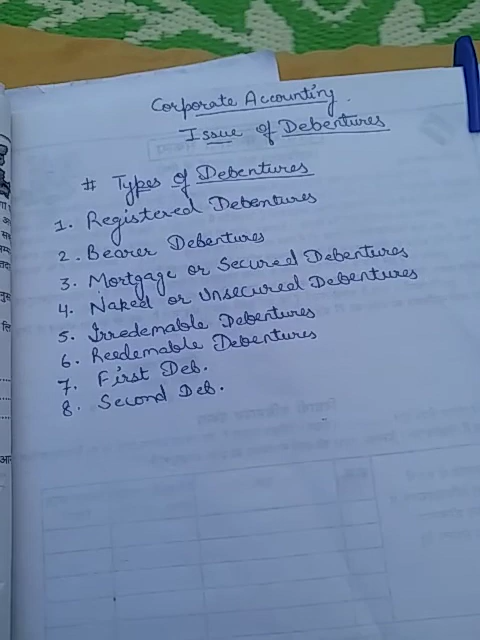 Corporate Accounting.
Issue of Debentures
# Types of Debentures
1. Registered Debentures
2. Bearer Debentures
3. Mortgage or Secured Debentures
4. Naked or Unsecured Debentures
5. Irredemable Debentures
6. Reedemable Debentures
7. First Deb.
8. Second Deb.